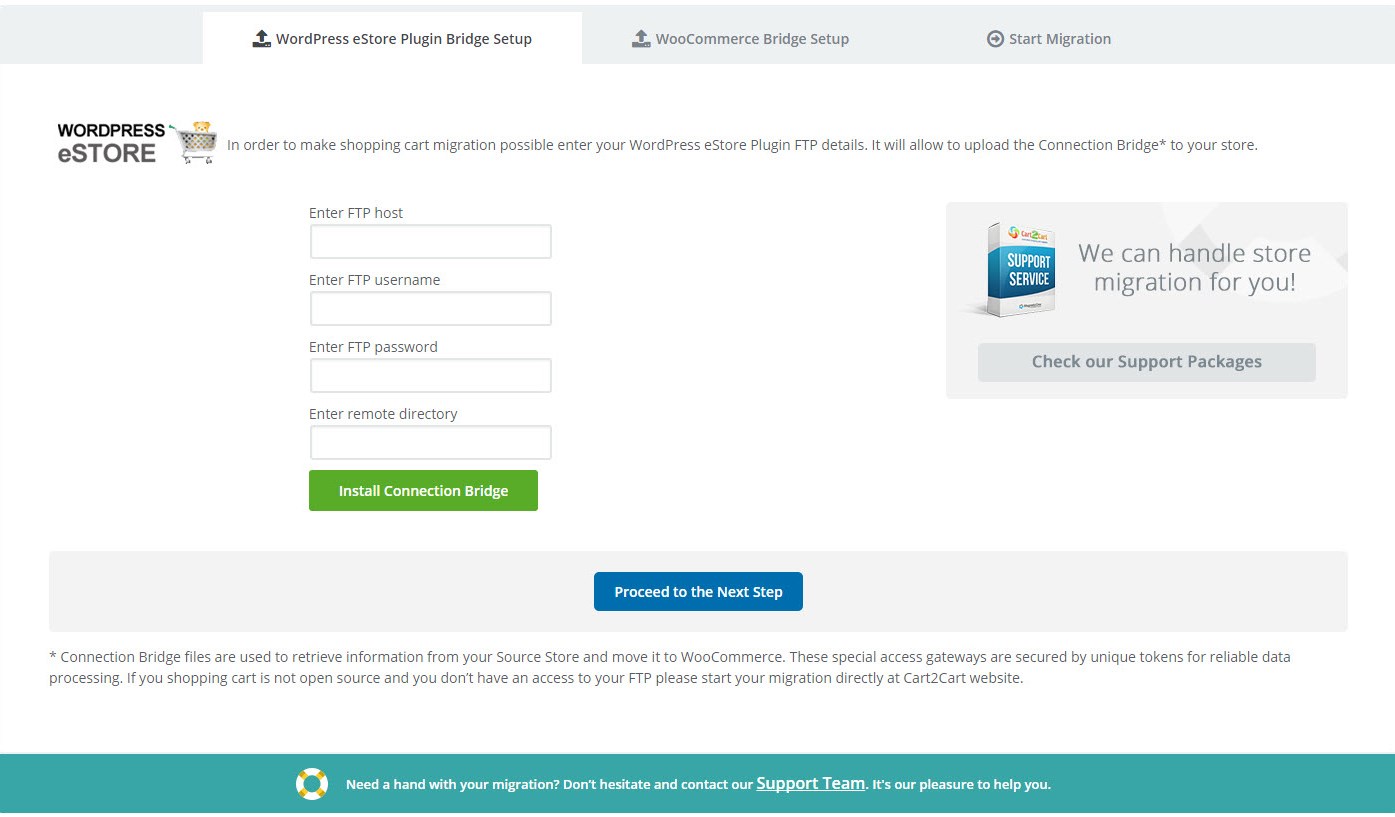 WordPress eStore Plugin Bridge Setup
WooCommerce Bridge Setup
Start Migration
WORDPRESS
eSTORE
In order to make shopping cart migration possible enter your WordPress eStore Plugin FTP details. It will allow to upload the Connection Bridge* to your store.
Enter FTP host
Enter FTP username
Enter FTP password
Enter remote directory
Install Connection Bridge
Cart2Cart
SUPPORT
SERVICE
We can handle store
migration for you!
Check our Support Packages
Proceed to the Next Step
* Connection Bridge files are used to retrieve information from your Source Store and move it to WooCommerce. These special access gateways are secured by unique tokens for reliable data
processing. If you shopping cart is not open source and you don’t have an access to your FTP please start your migration directly at Cart2Cart website.
Need a hand with your migration? Don’t hesitate and contact our Support Team. It's our pleasure to help you.